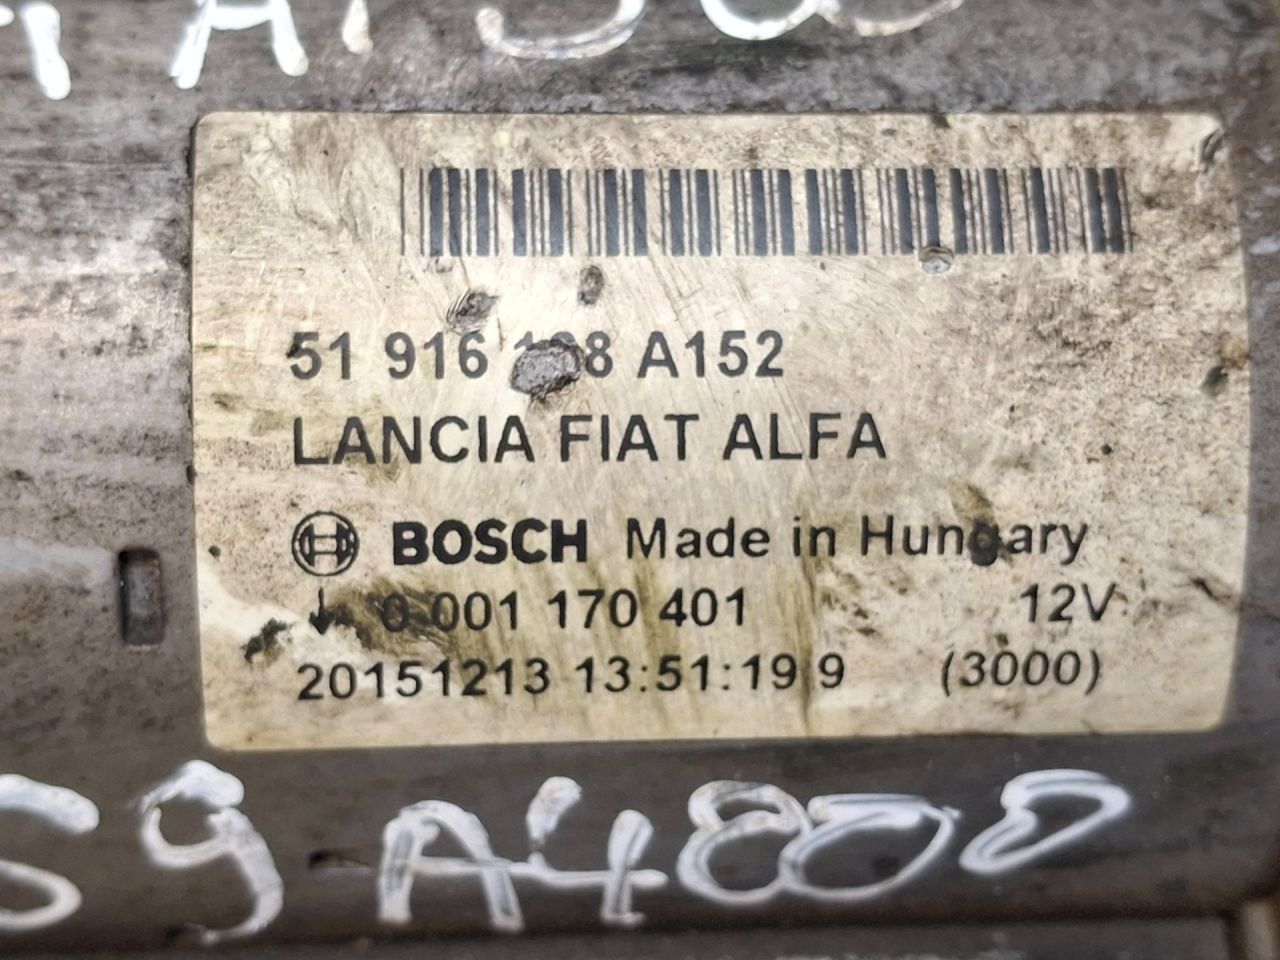 51 916 A152
LANCIA FIAT ALFA
BOSCH Made in Hungary
0 001 170 401 12V
20151213 13:51:19 9 (3000)
59A4000